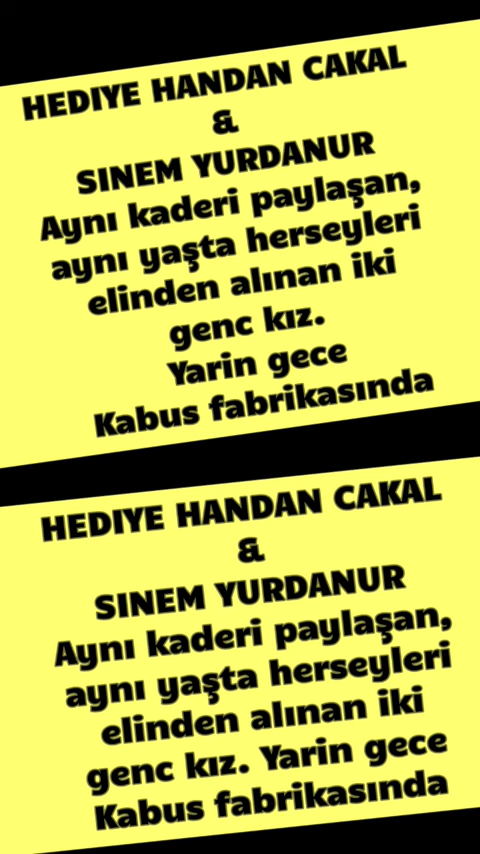 HEDIYE HANDAN CAKAL
&
SINEM YURDANUR
Aynı kaderi paylaşan,
aynı yaşta herseyleri
elinden alınan iki
genc kız.
Yarin gece
Kabus fabrikasında
HEDIYE HANDAN CAKAL
&
SINEM YURDANUR
Aynı kaderi paylaşan,
aynı yaşta herseyleri
elinden alınan iki
genc kız. Yarin gece
Kabus fabrikasında